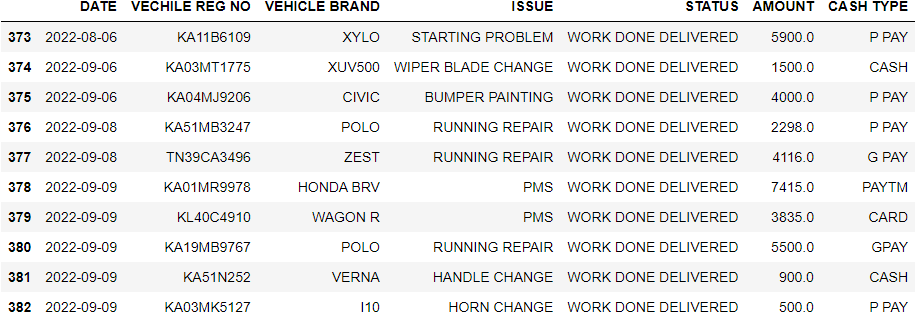 DATE VECHILE REG NO VEHICLE BRAND ISSUE STATUS AMOUNT CASH TYPE
373 2022-08-06 KA11B6109 XYLO STARTING PROBLEM WORK DONE DELIVERED 5900.0 P PAY
374 2022-09-06 KA03MT1775 XUV500 WIPER BLADE CHANGE WORK DONE DELIVERED 1500.0 CASH
375 2022-09-06 KA04MJ9206 CIVIC BUMPER PAINTING WORK DONE DELIVERED 4000.0 P PAY
376 2022-09-08 KA51MB3247 POLO RUNNING REPAIR WORK DONE DELIVERED 2298.0 P PAY
377 2022-09-08 TN39CA3496 ZEST RUNNING REPAIR WORK DONE DELIVERED 4116.0 G PAY
378 2022-09-09 KA01MR9978 HONDA BRV PMS WORK DONE DELIVERED 7415.0 PAYTM
379 2022-09-09 KL40C4910 WAGON R PMS WORK DONE DELIVERED 3835.0 CARD
380 2022-09-09 KA19MB9767 POLO RUNNING REPAIR WORK DONE DELIVERED 5500.0 GPAY
381 2022-09-09 KA51N252 VERNA HANDLE CHANGE WORK DONE DELIVERED 900.0 CASH
382 2022-09-09 KA03MK5127 I10 HORN CHANGE WORK DONE DELIVERED 500.0 P PAY